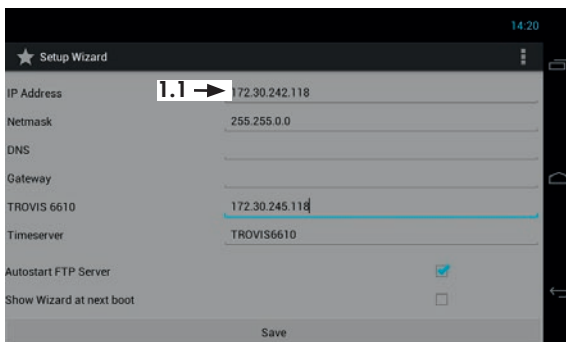 14:20
Setup Wizard
IP Address 1.1 172.30.242.118
Netmask 255.255.0.0
DNS
Gateway
TROVIS 6610 172.30.245.118
Timeserver TROVIS6610
Autostart FTP Server
Show Wizard at next boot
Save